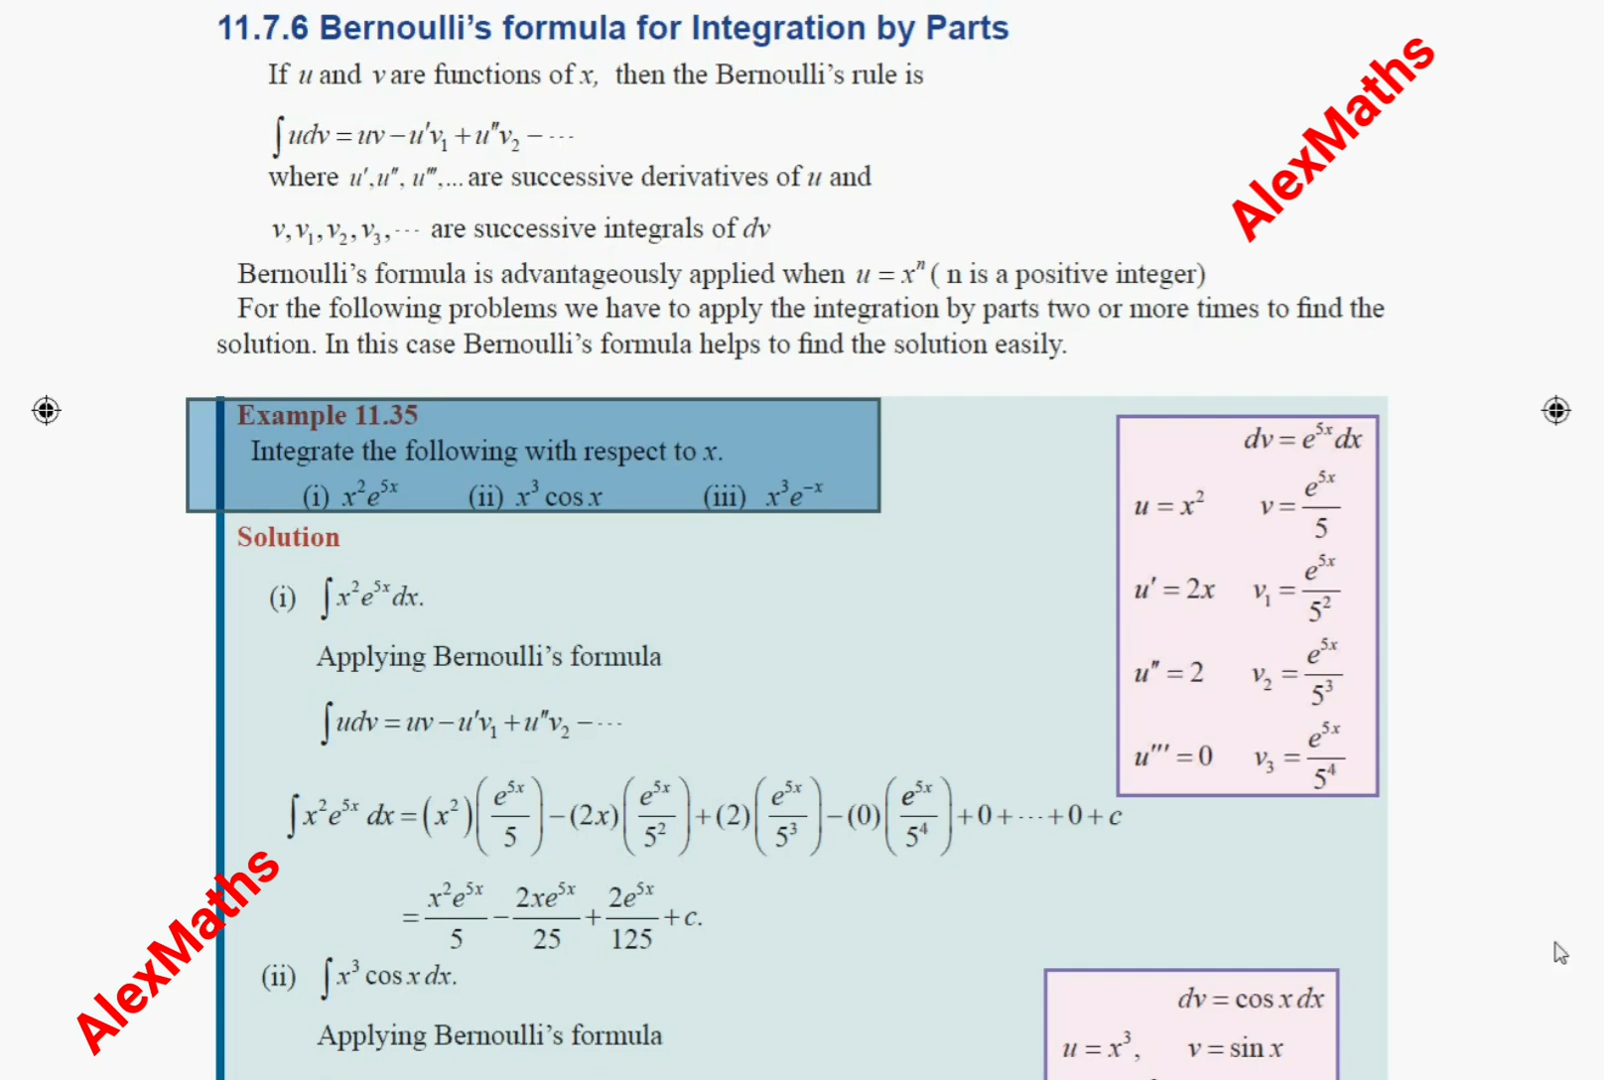 11.7.6 Bernoulli’s formula for Integration by Parts
If u and v are functions of x, then the Bernoulli’s rule is
∫udv = uv − u′v₁ + u″v₂ − ⋯
where u′, u″, u‴,... are successive derivatives of u and
v, v₁, v₂, v₃, ⋯ are successive integrals of dv
Bernoulli’s formula is advantageously applied when u = xⁿ ( n is a positive integer)
For the following problems we have to apply the integration by parts two or more times to find the
solution. In this case Bernoulli’s formula helps to find the solution easily.
AlexMaths
Example 11.35
Integrate the following with respect to x.
(i) x²e⁵ˣ (ii) x³ cos x (iii) x³e⁻ˣ
Solution
(i) ∫x²e⁵ˣ dx.
Applying Bernoulli’s formula
∫udv = uv − u′v₁ + u″v₂ − ⋯
∫x²e⁵ˣ dx = (x²)(e⁵ˣ/5) − (2x)(e⁵ˣ/5²) + (2)(e⁵ˣ/5³) − (0)(e⁵ˣ/5⁴) + 0 + ⋯ + 0 + c
= x²e⁵ˣ/5 − 2xe⁵ˣ/25 + 2e⁵ˣ/125 + c.
dv = e⁵ˣ dx
u = x² v = e⁵ˣ/5
u′ = 2x v₁ = e⁵ˣ/5²
u″ = 2 v₂ = e⁵ˣ/5³
u‴ = 0 v₃ = e⁵ˣ/5⁴
AlexMaths
(ii) ∫x³ cos x dx.
Applying Bernoulli’s formula
dv = cos x dx
u = x³, v = sin x